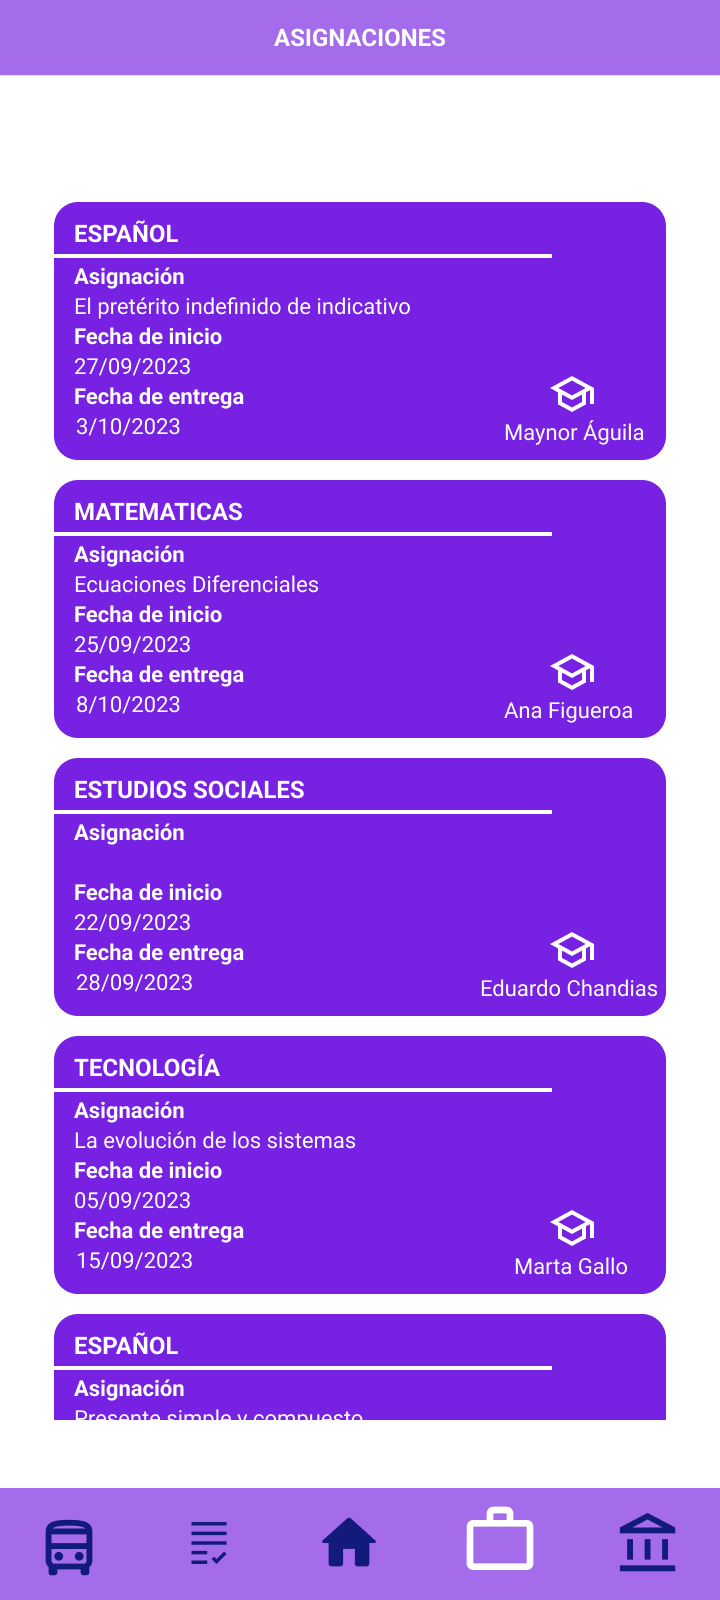 ASIGNACIONES
ESPAÑOL
Asignación
El pretérito indefinido de indicativo
Fecha de inicio
27/09/2023
Fecha de entrega
3/10/2023
Maynor Águila
MATEMATICAS
Asignación
Ecuaciones Diferenciales
Fecha de inicio
25/09/2023
Fecha de entrega
8/10/2023
Ana Figueroa
ESTUDIOS SOCIALES
Asignación
Fecha de inicio
22/09/2023
Fecha de entrega
28/09/2023
Eduardo Chandias
TECNOLOGÍA
Asignación
La evolución de los sistemas
Fecha de inicio
05/09/2023
Fecha de entrega
15/09/2023
Marta Gallo
ESPAÑOL
Asignación
Presente simple y compuesto